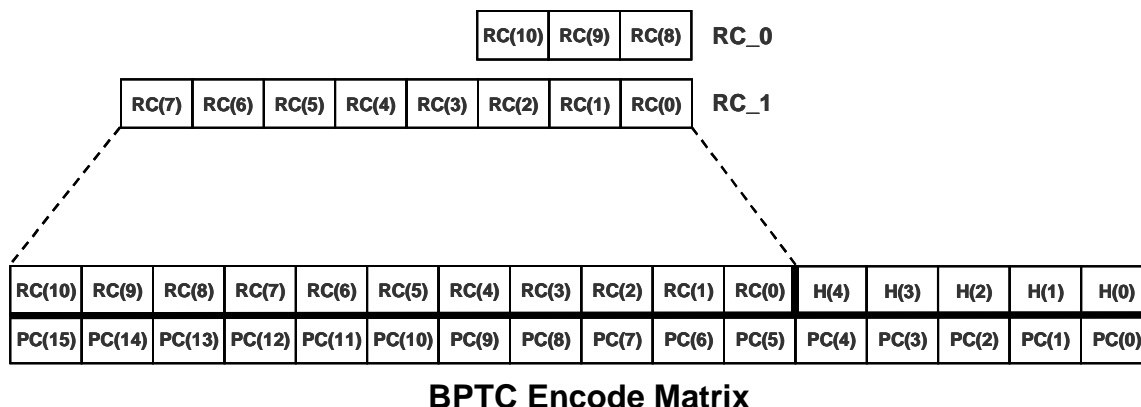 RC(10) RC(9) RC(8) RC_0
RC(7) RC(6) RC(5) RC(4) RC(3) RC(2) RC(1) RC(0) RC_1
RC(10) RC(9) RC(8) RC(7) RC(6) RC(5) RC(4) RC(3) RC(2) RC(1) RC(0) H(4) H(3) H(2) H(1) H(0)
PC(15) PC(14) PC(13) PC(12) PC(11) PC(10) PC(9) PC(8) PC(7) PC(6) PC(5) PC(4) PC(3) PC(2) PC(1) PC(0)
BPTC Encode Matrix